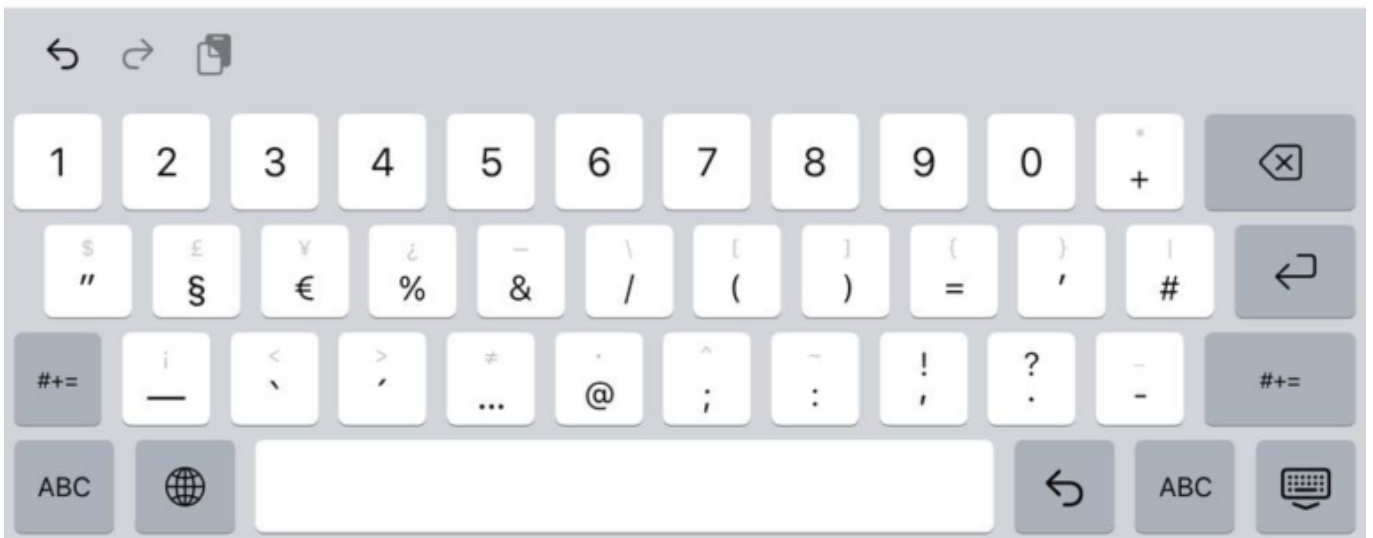 1 2 3 4 5 6 7 8 9 0 * +
$ " £ § ¥ € ¿ % – & \ / [ ( ] ) { = } ' | #
#+= ¡ — < ` > ´ ≠ … · @ ^ ; ~ : ! , ? . _ - #+=
ABC ABC